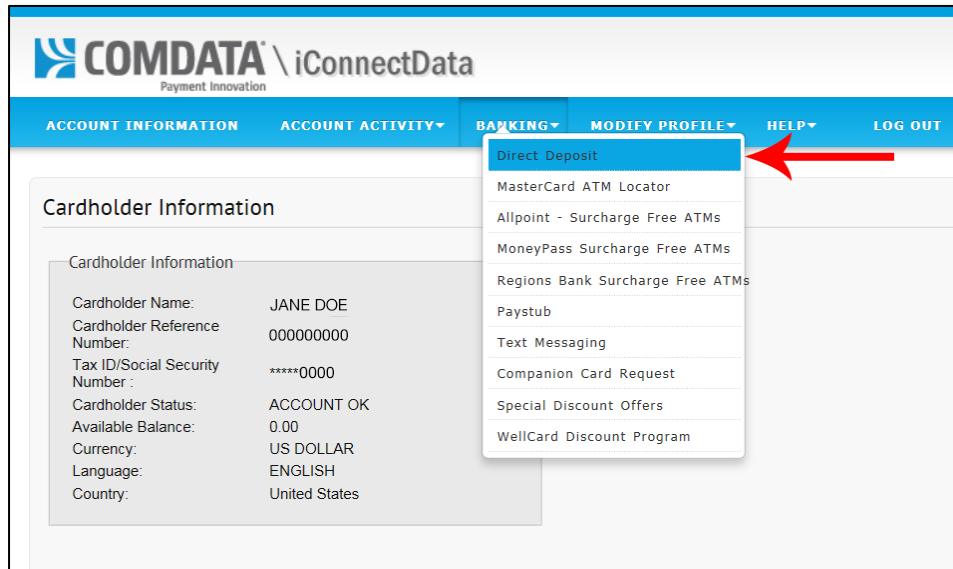 COMDATA \ iConnectData
Payment Innovation
ACCOUNT INFORMATION ACCOUNT ACTIVITY BANKING MODIFY PROFILE HELP LOG OUT
Direct Deposit
MasterCard ATM Locator
Allpoint - Surcharge Free ATMs
MoneyPass Surcharge Free ATMs
Regions Bank Surcharge Free ATMs
Paystub
Text Messaging
Companion Card Request
Special Discount Offers
WellCard Discount Program
Cardholder Information
Cardholder Information
Cardholder Name: JANE DOE
Cardholder Reference
Number: 000000000
Tax ID/Social Security
Number : *****0000
Cardholder Status: ACCOUNT OK
Available Balance: 0.00
Currency: US DOLLAR
Language: ENGLISH
Country: United States